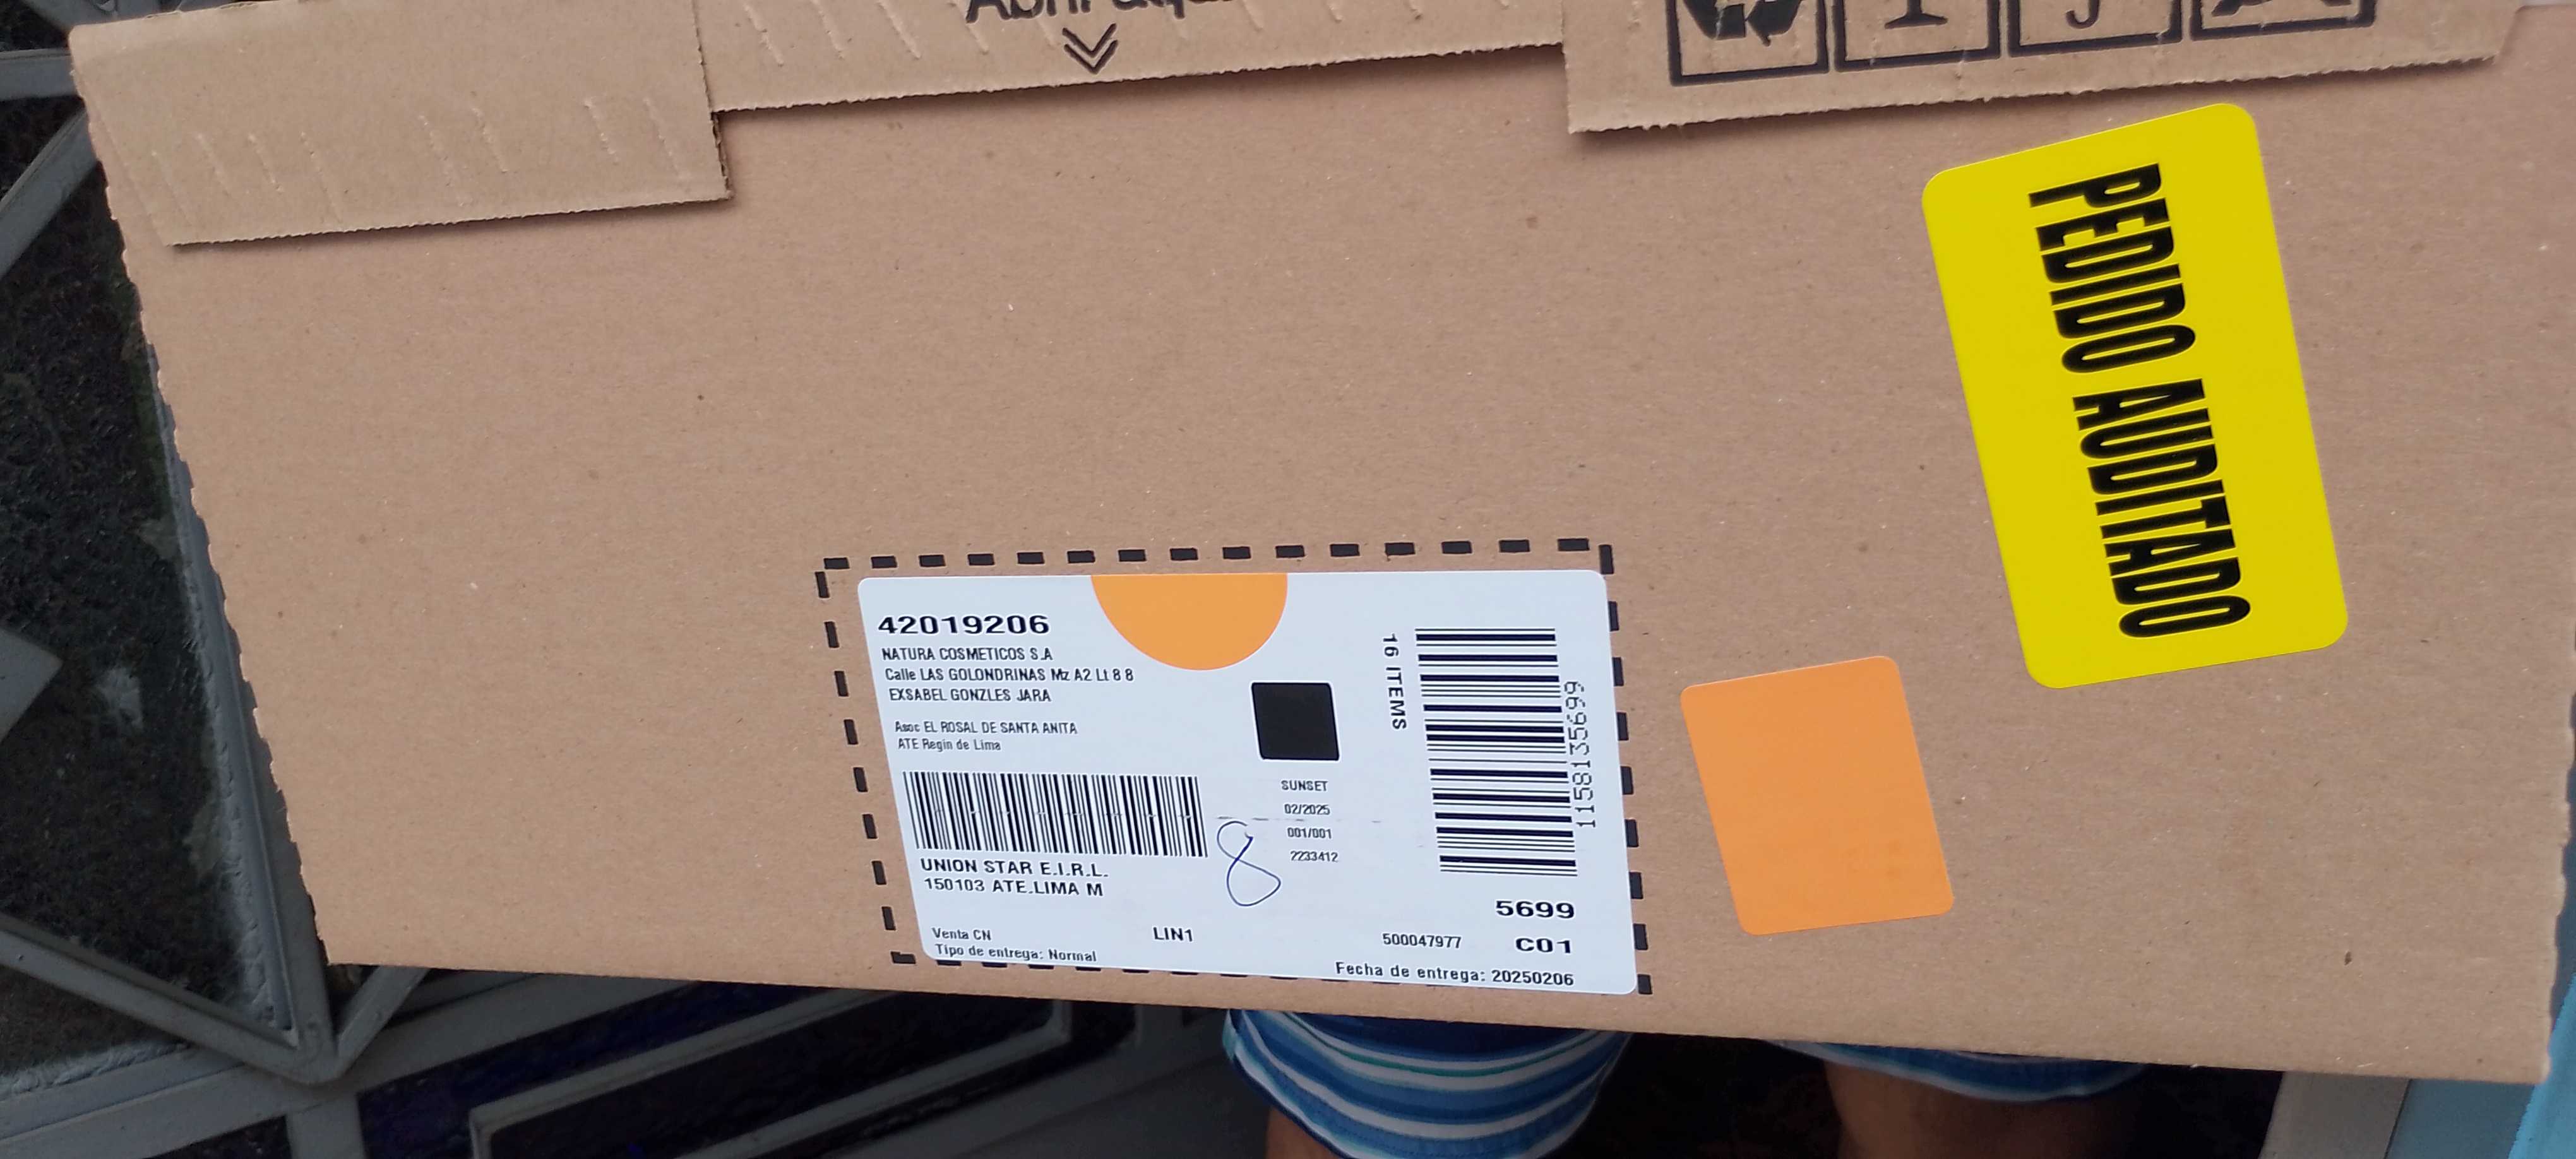 Abrir aquí
PEDIDO AUDITADO
42019206
NATURA COSMETICOS S.A
Calle LAS GOLONDRINAS Mz A2 Lt 8 8
EXSABEL GONZLES JARA
Asoc EL ROSAL DE SANTA ANITA
ATE Regin de Lima
16 ITEMS
1158135699
SUNSET
02/2025
001/001
2233412
8
UNION STAR E.I.R.L.
150103 ATE.LIMA M
5699
Venta CN
LIN1
500047977
C01
Tipo de entrega: Normal
Fecha de entrega: 20250206